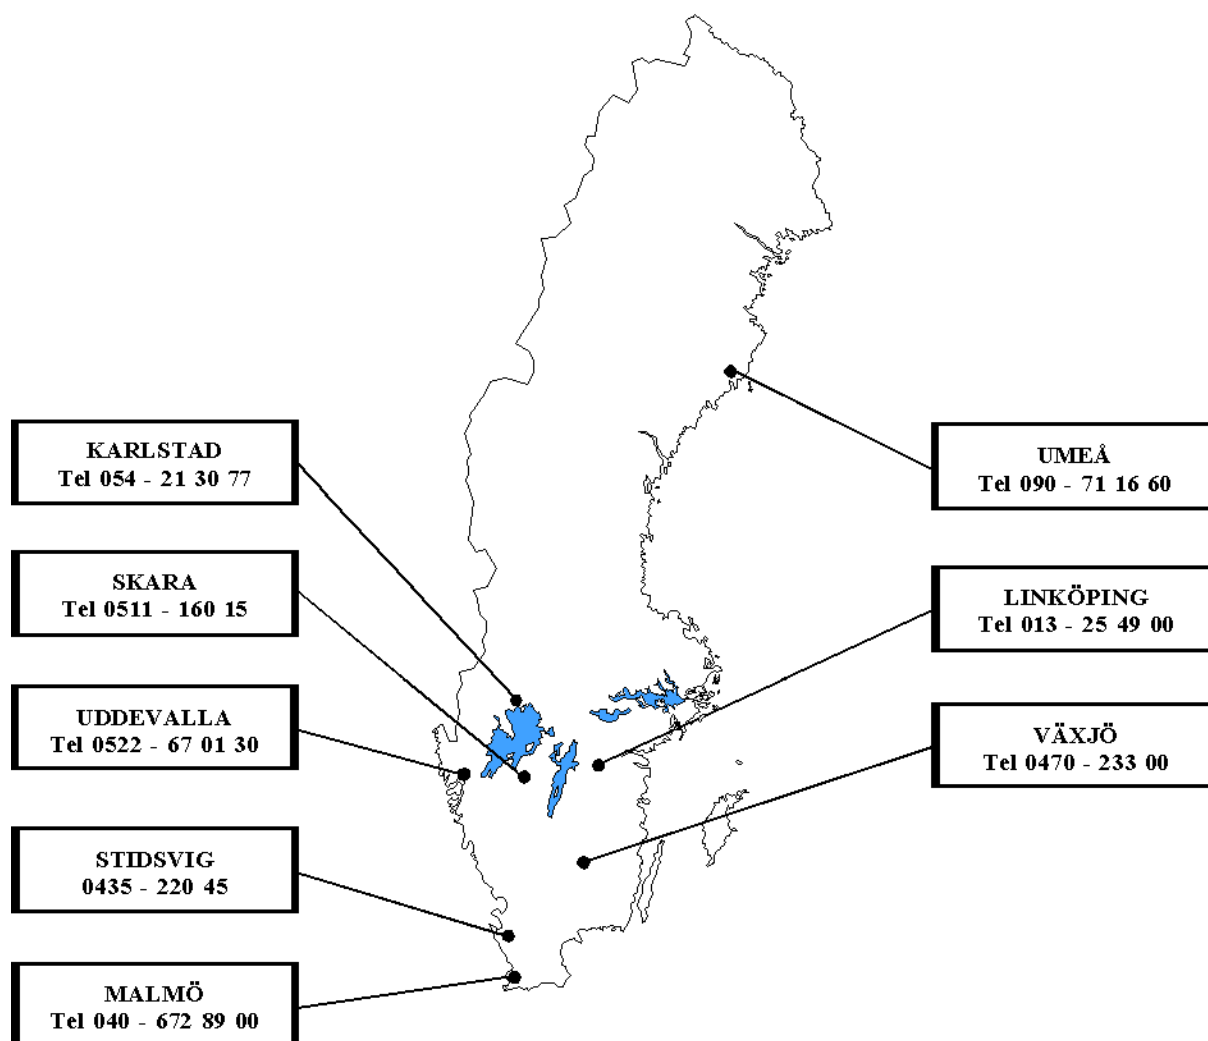 KARLSTAD
Tel 054 - 21 30 77
SKARA
Tel 0511 - 160 15
UDDEVALLA
Tel 0522 - 67 01 30
STIDSVIG
0435 - 220 45
MALMÖ
Tel 040 - 672 89 00
UMEÅ
Tel 090 - 71 16 60
LINKÖPING
Tel 013 - 25 49 00
VÄXJÖ
Tel 0470 - 233 00